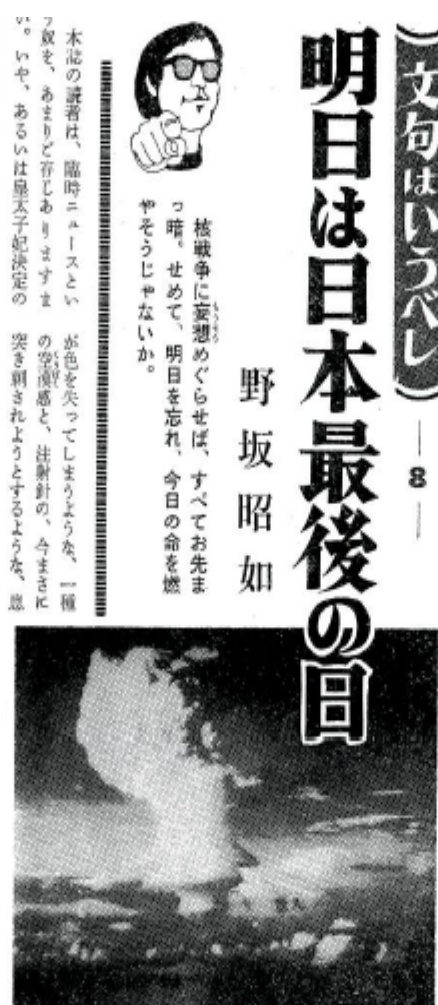 文句はいうべし
—8—
明日は日本最後の日
野坂昭如
核戦争に妄想めぐらせば、すべてお先ま
もうそう
っ暗。せめて、明日を忘れ、今日の命を燃
やそうじゃないか。
本誌の読者は、臨時ニュースとい
う奴を、あまりご存じありますま
い。いや、あるいは皇太子妃決定の
が色を失ってしまうような、一種
の空漠感と、注射針の、今まさに
突き刺されようとするような、